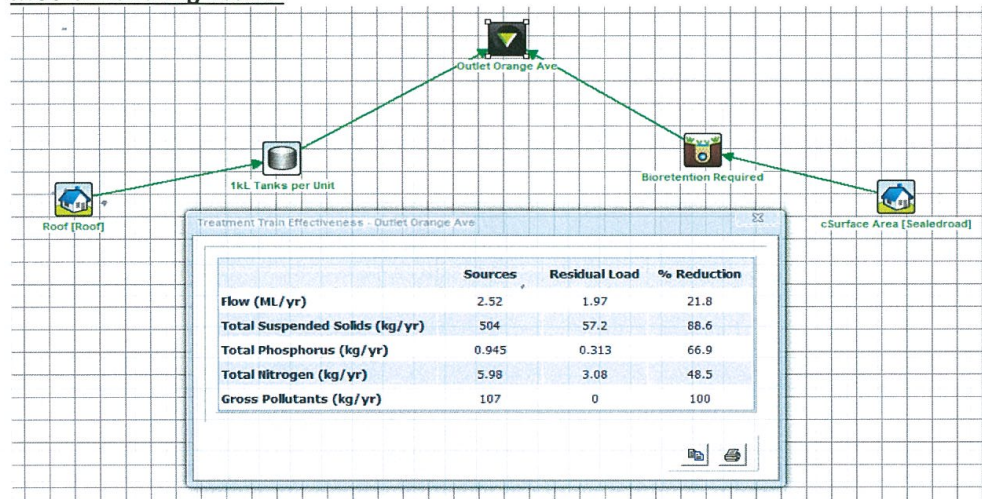 Outlet Orange Ave
1kL Tanks per Unit
Bioretention Required
Roof [Roof]
cSurface Area [Sealedroad]
Treatment Train Effectiveness - Outlet Orange Ave
Sources Residual Load % Reduction
Flow (ML/yr) 2.52 1.97 21.8
Total Suspended Solids (kg/yr) 504 57.2 88.6
Total Phosphorus (kg/yr) 0.945 0.313 66.9
Total Nitrogen (kg/yr) 5.98 3.08 48.5
Gross Pollutants (kg/yr) 107 0 100